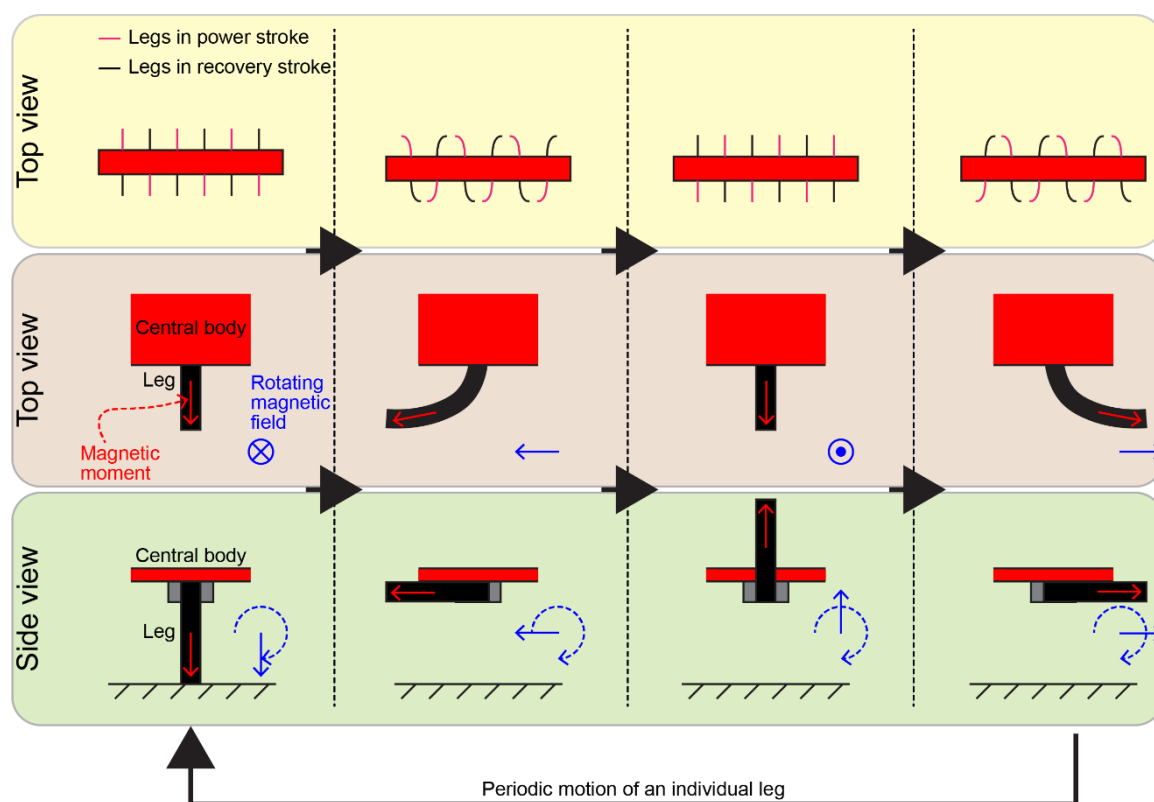 Top view
Legs in power stroke
Legs in recovery stroke
Top view
Central body
Leg
Rotating
magnetic
field
Magnetic
moment
Side view
Central body
Leg
Periodic motion of an individual leg